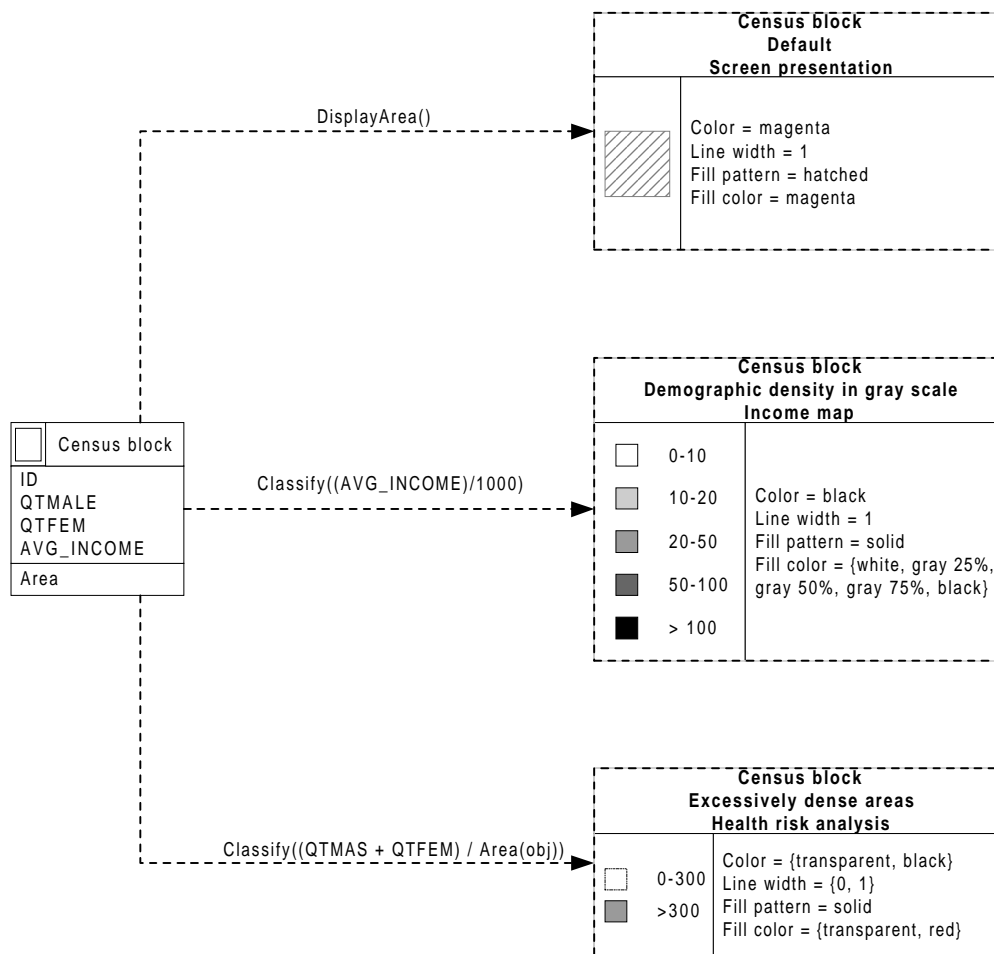 Census block
Default
Screen presentation
DisplayArea()
Color = magenta
Line width = 1
Fill pattern = hatched
Fill color = magenta
Census block
Demographic density in gray scale
Income map
Census block
ID
QTMALE
QTFEM
AVG_INCOME
Area
Classify((AVG_INCOME)/1000)
0-10
10-20
20-50
50-100
> 100
Color = black
Line width = 1
Fill pattern = solid
Fill color = {white, gray 25%,
gray 50%, gray 75%, black}
Census block
Excessively dense areas
Health risk analysis
Classify((QTMAS + QTFEM) / Area(obj))
0-300
>300
Color = {transparent, black}
Line width = {0, 1}
Fill pattern = solid
Fill color = {transparent, red}